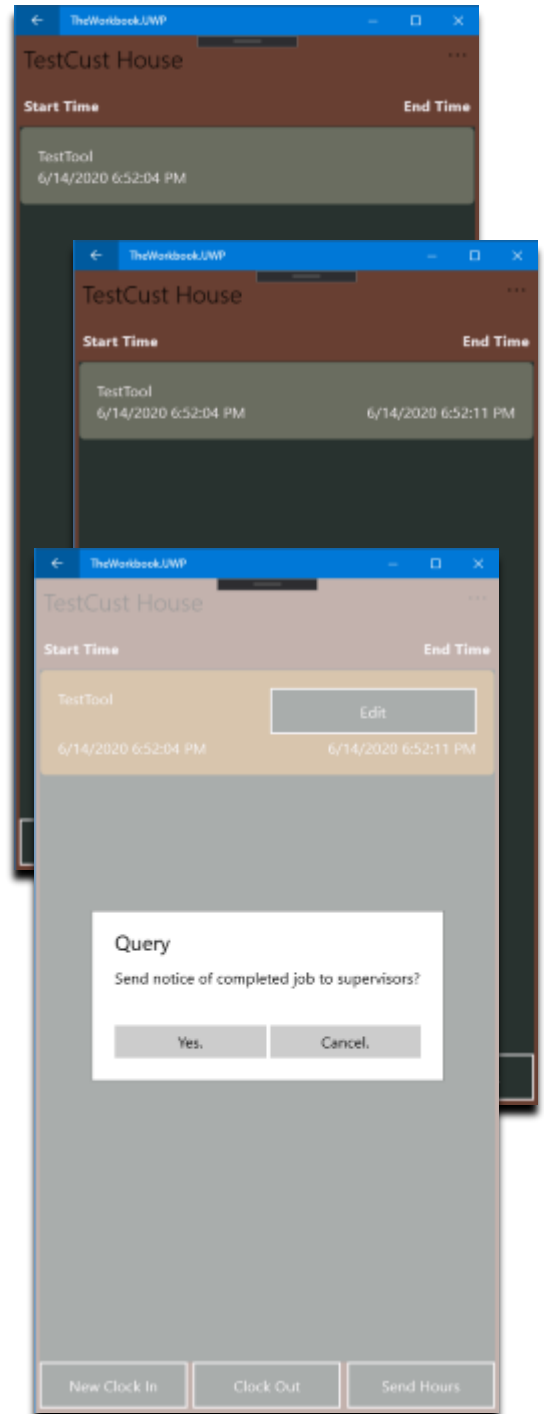 TheWorkbook.UWP
TestCust House
Start Time End Time
TestTool
6/14/2020 6:52:04 PM
TheWorkbook.UWP
TestCust House
Start Time End Time
TestTool
6/14/2020 6:52:04 PM 6/14/2020 6:52:11 PM
TheWorkbook.UWP
TestCust House
Start Time End Time
TestTool
Edit
6/14/2020 6:52:04 PM 6/14/2020 6:52:11 PM
Query
Send notice of completed job to supervisors?
Yes. Cancel.
New Clock In Clock Out Send Hours